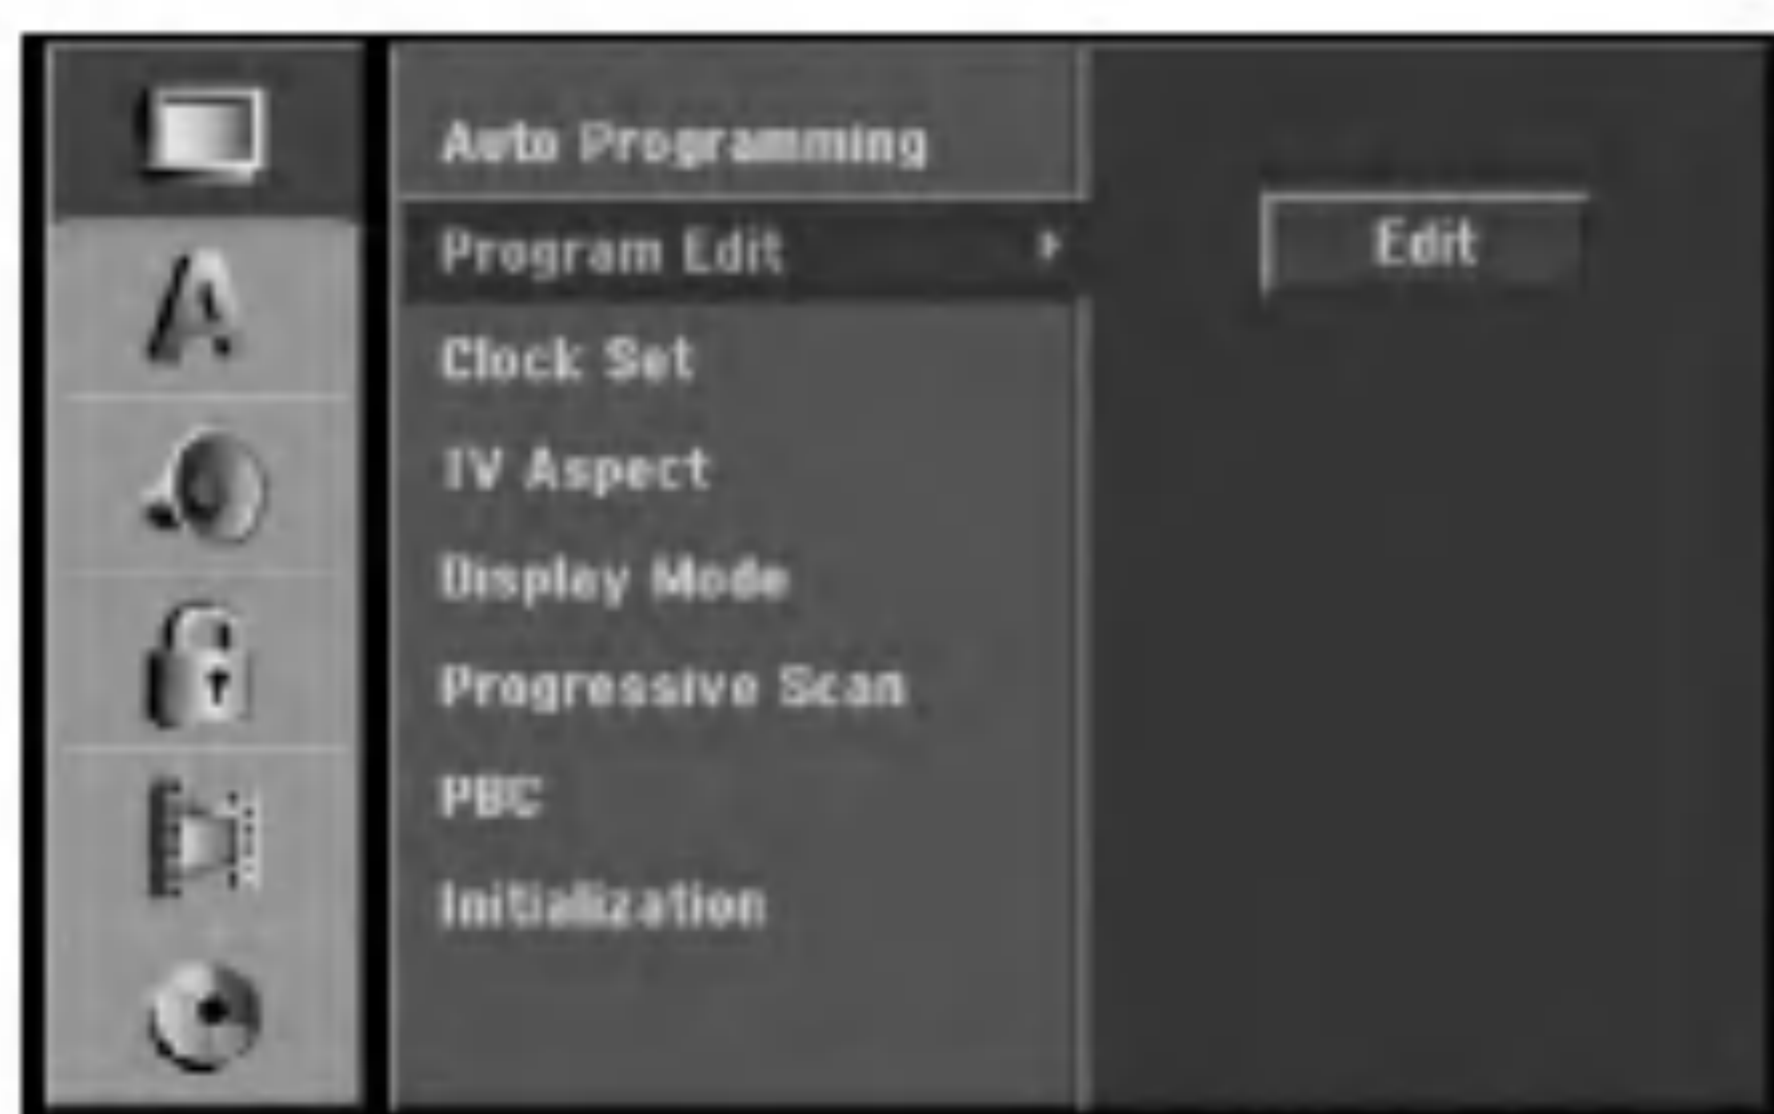 Auto Programming
Program Edit
Edit
Clock Set
TV Aspect
Display Mode
Progressive Scan
PBC
Initialization